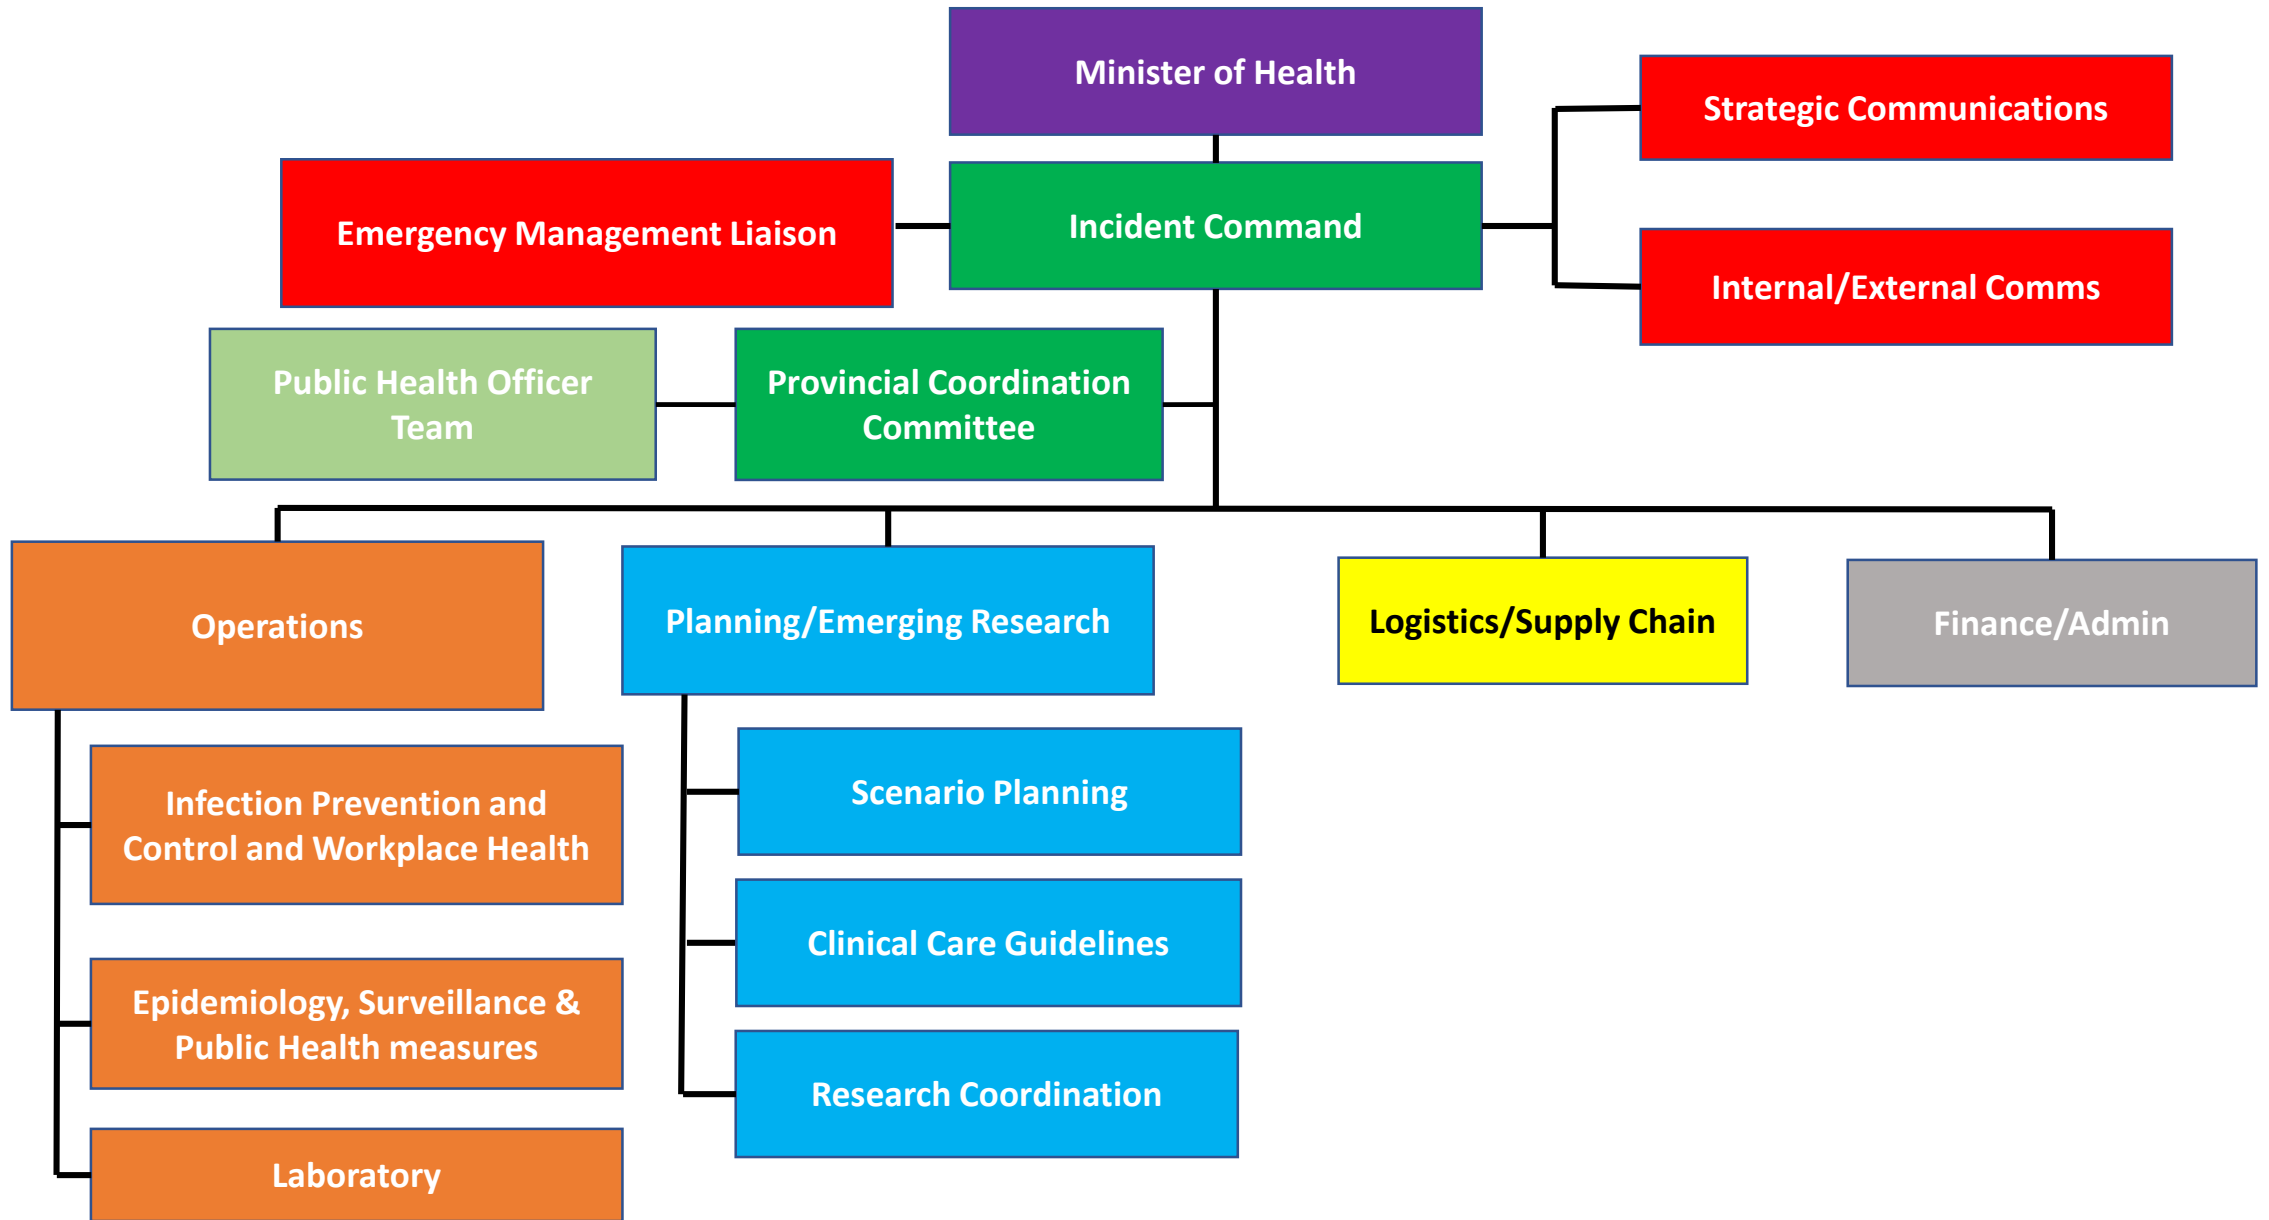 Minister of Health
Strategic Communications
Emergency Management Liaison
Incident Command
Internal/External Comms
Public Health Officer
Team
Provincial Coordination
Committee
Operations
Planning/Emerging Research
Logistics/Supply Chain
Finance/Admin
Infection Prevention and
Control and Workplace Health
Epidemiology, Surveillance &
Public Health measures
Laboratory
Scenario Planning
Clinical Care Guidelines
Research Coordination